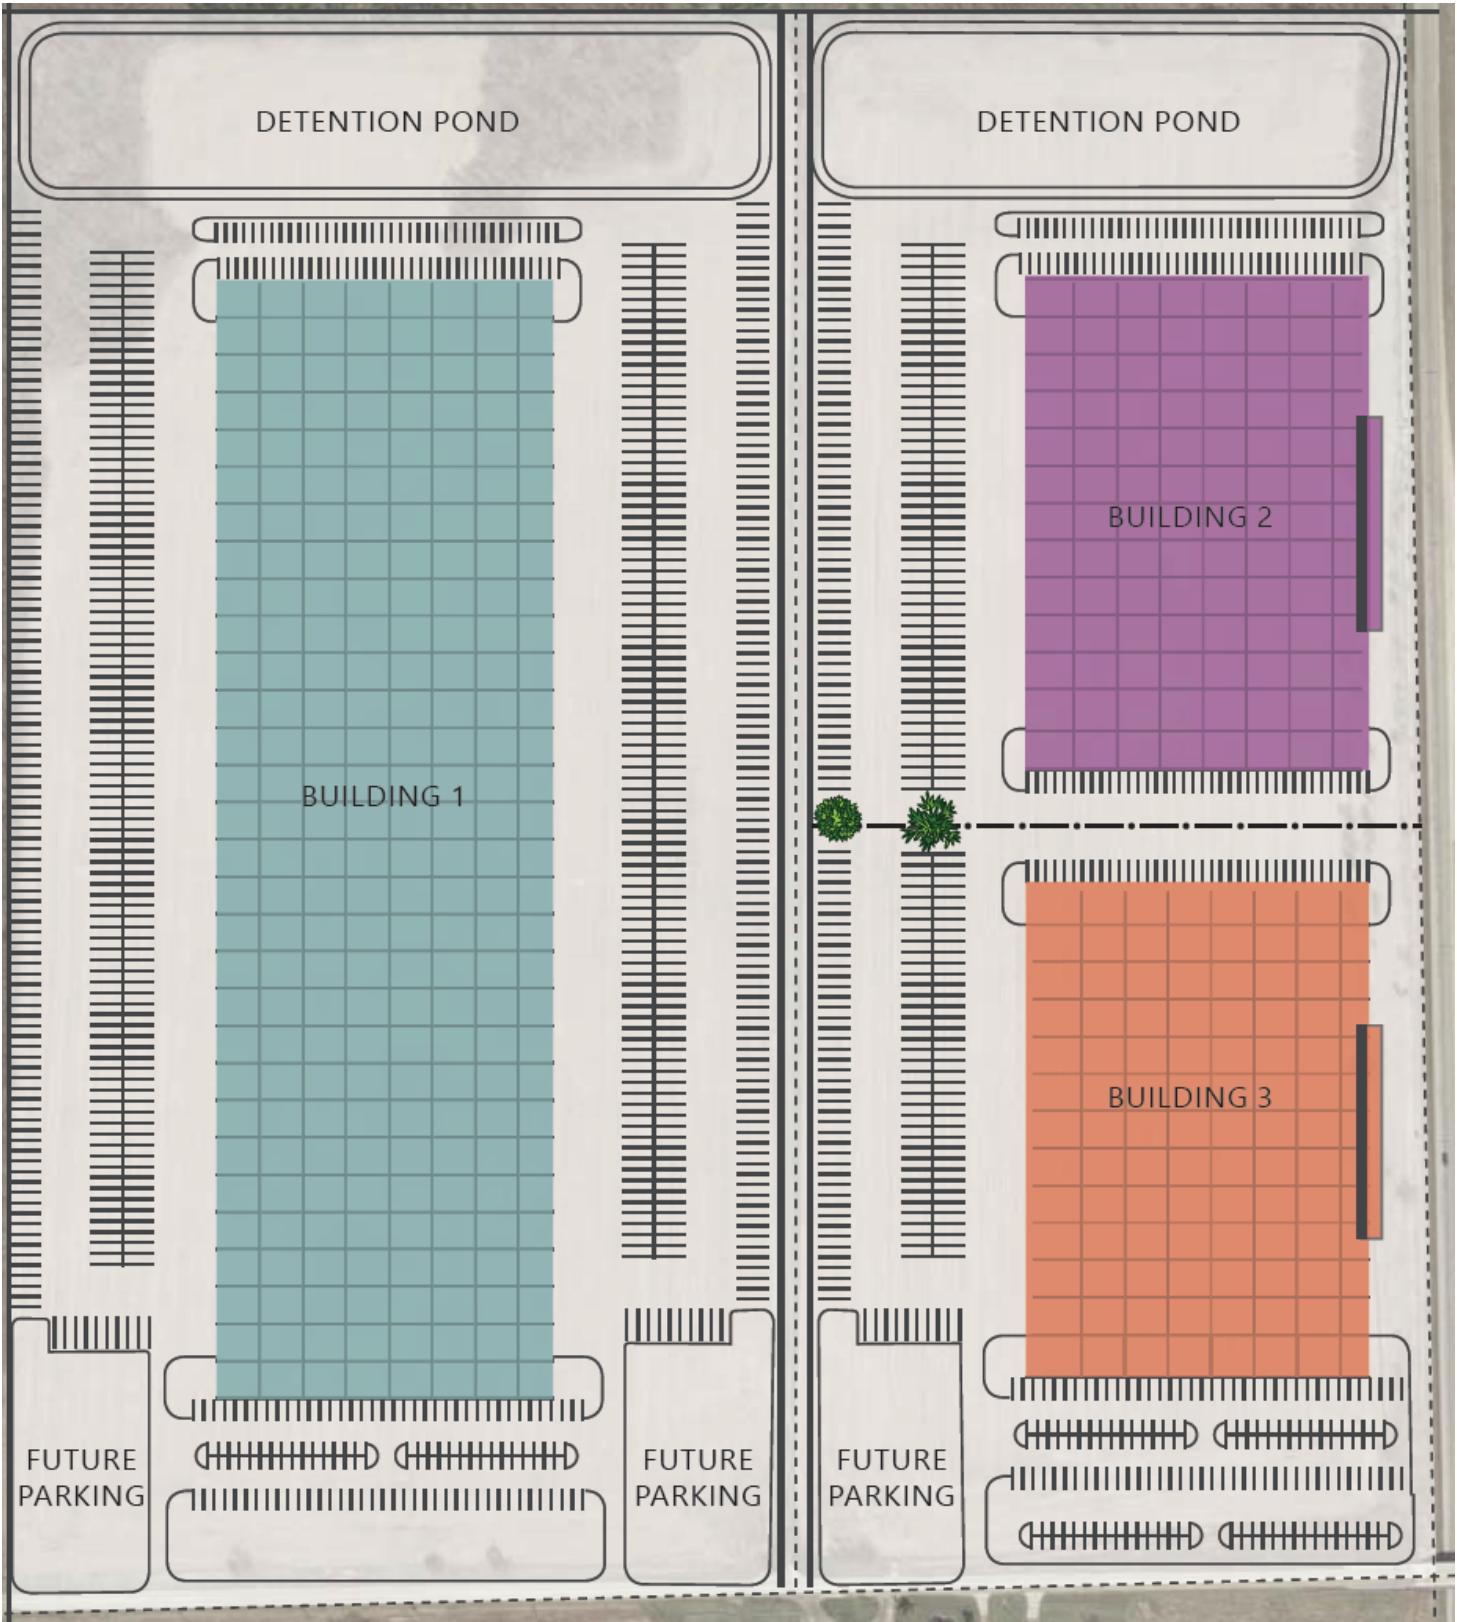 DETENTION POND
DETENTION POND
BUILDING 2
BUILDING 1
BUILDING 3
FUTURE
PARKING
FUTURE
PARKING
FUTURE
PARKING